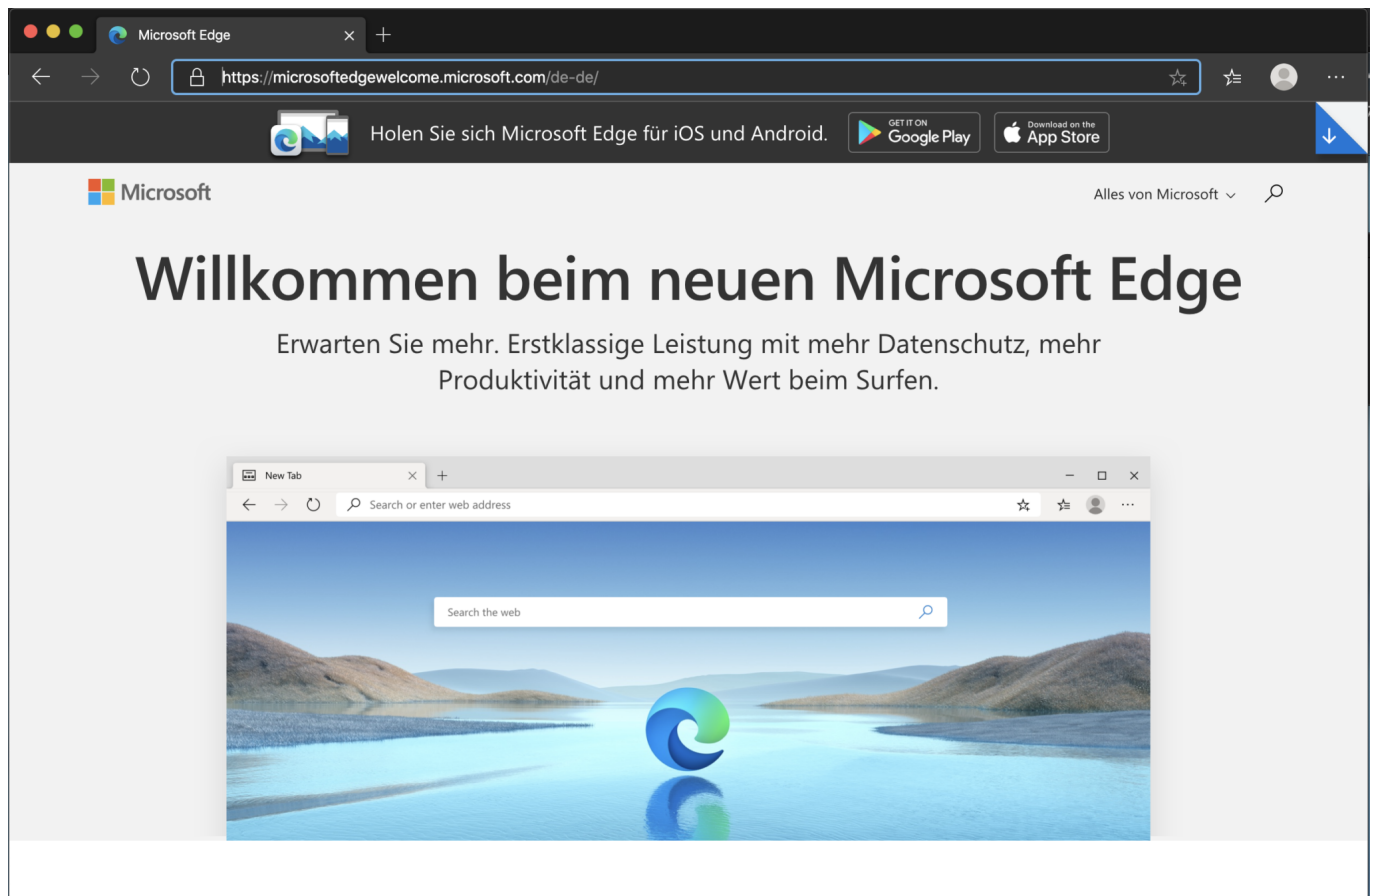 Microsoft Edge
https://microsoftedgewelcome.microsoft.com/de-de/
Holen Sie sich Microsoft Edge für iOS und Android.
GET IT ON
Google Play
Download on the
App Store
Microsoft
Alles von Microsoft
Willkommen beim neuen Microsoft Edge
Erwarten Sie mehr. Erstklassige Leistung mit mehr Datenschutz, mehr
Produktivität und mehr Wert beim Surfen.
New Tab
Search or enter web address
Search the web